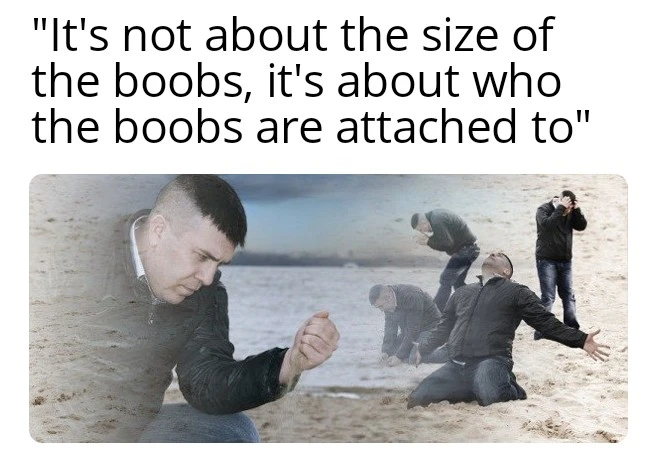 "It's not about the size of
the boobs, it's about who
the boobs are attached to"